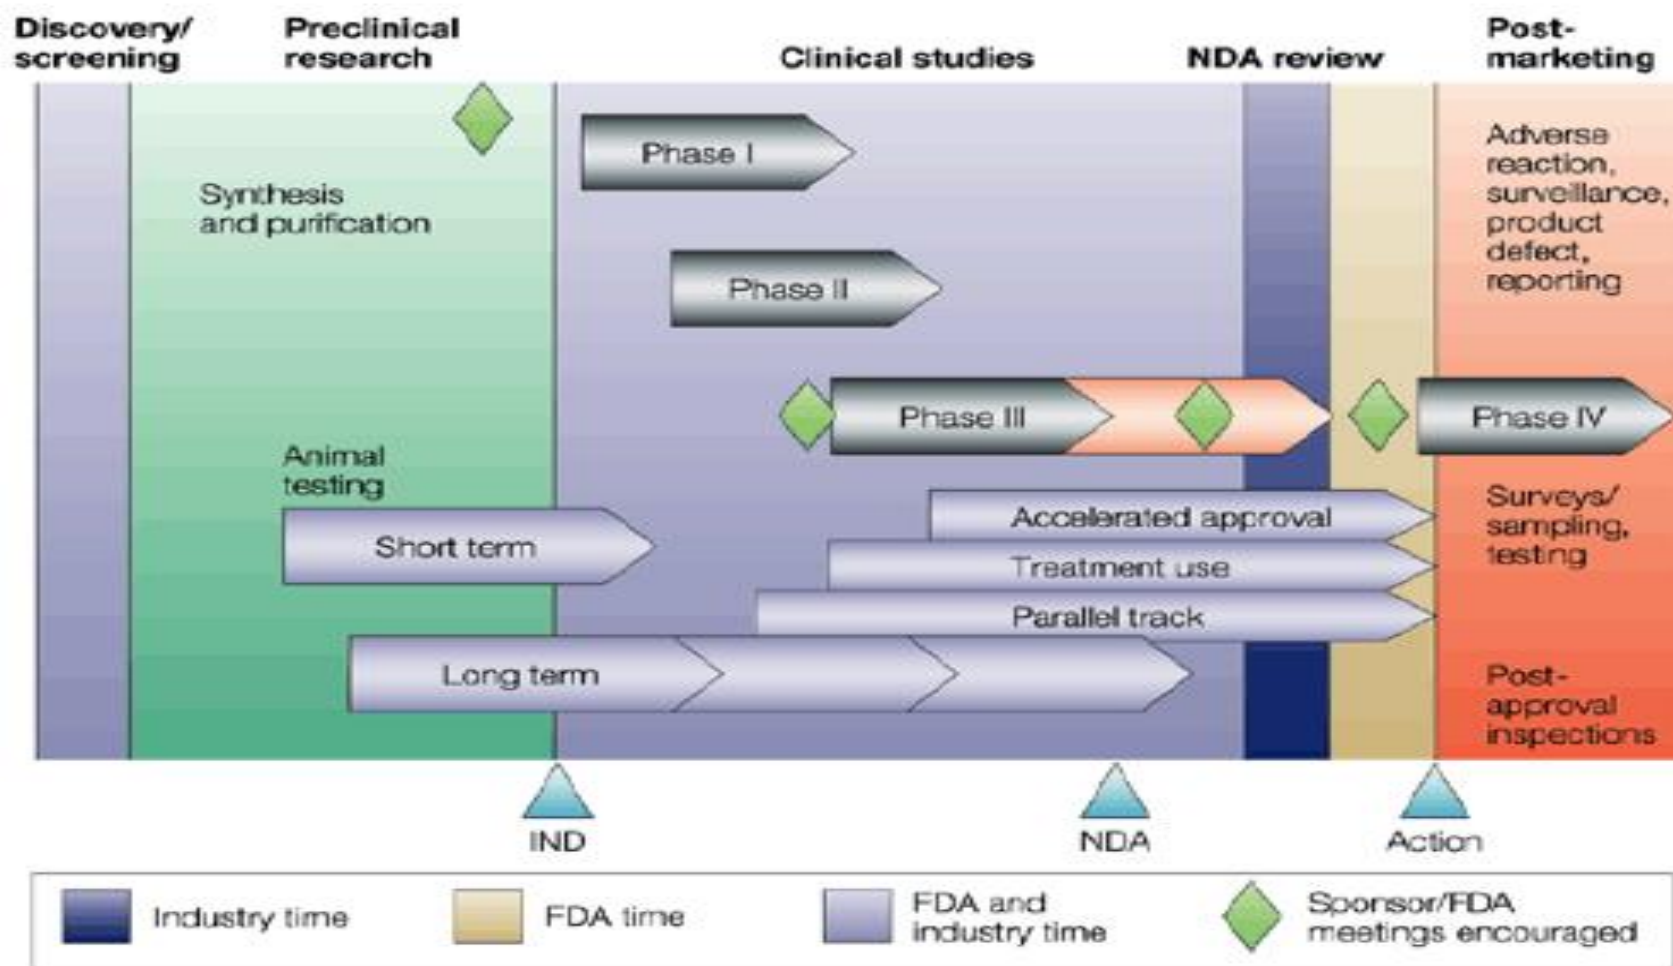 Discovery/
screening
Preclinical
research
Clinical studies
NDA review
Post-
marketing
Phase I
Adverse
reaction,
surveillance,
product
defect,
reporting
Synthesis
and purification
Phase II
Phase III
Phase IV
Animal
testing
Short term
Accelerated approval
Treatment use
Parallel track
Surveys/
sampling,
testing
Long term
Post-
approval
inspections
IND
NDA
Action
Industry time
FDA time
FDA and
industry time
Sponsor/FDA
meetings encouraged